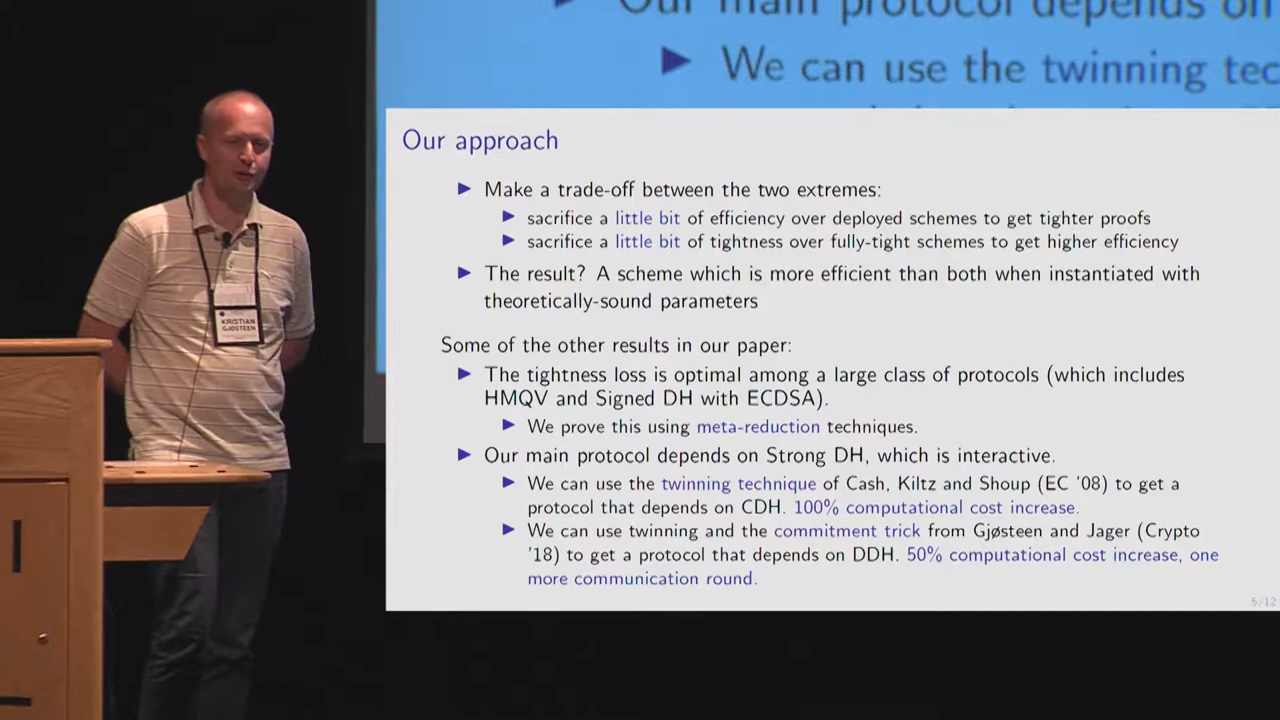 Our main protocol depends on
We can use the twinning tec
KRISTIAN
GJØSTEEN
Our approach
Make a trade-off between the two extremes:
sacrifice a little bit of efficiency over deployed schemes to get tighter proofs
sacrifice a little bit of tightness over fully-tight schemes to get higher efficiency
The result? A scheme which is more efficient than both when instantiated with
theoretically-sound parameters
Some of the other results in our paper:
The tightness loss is optimal among a large class of protocols (which includes
HMQV and Signed DH with ECDSA).
We prove this using meta-reduction techniques.
Our main protocol depends on Strong DH, which is interactive.
We can use the twinning technique of Cash, Kiltz and Shoup (EC '08) to get a
protocol that depends on CDH. 100% computational cost increase.
We can use twinning and the commitment trick from Gjøsteen and Jager (Crypto
'18) to get a protocol that depends on DDH. 50% computational cost increase, one
more communication round.
5/12